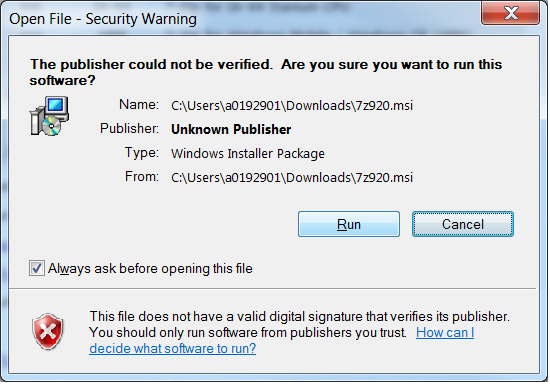 Open File - Security Warning
The publisher could not be verified.  Are you sure you want to run this
software?
Name: C:\Users\a0192901\Downloads\7z920.msi
Publisher: Unknown Publisher
Type: Windows Installer Package
From: C:\Users\a0192901\Downloads\7z920.msi
Run Cancel
Always ask before opening this file
This file does not have a valid digital signature that verifies its publisher.
You should only run software from publishers you trust. How can I
decide what software to run?